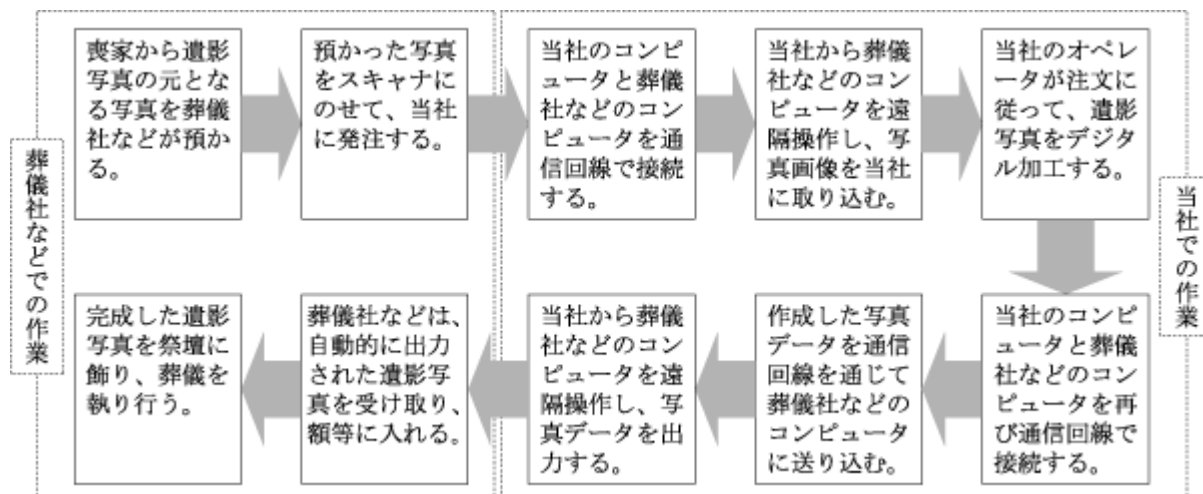 葬儀社などでの作業
喪家から遺影
写真の元とな
る写真を葬儀
社などが預か
る。
預かった写真
をスキャナに
のせて、当社
に発注する。
当社のコンピ
ュータと葬儀
社などのコン
ピュータを通
信回線で接続
する。
当社から葬儀
社などのコン
ピュータを遠
隔操作し、写
真画像を当社
に取り込む。
当社のオペレ
ータが注文に
従って、遺影
写真をデジタ
ル加工する。
当社での作業
当社のコンピ
ュータと葬儀
社などのコン
ピュータを再
び通信回線で
接続する。
作成した写真
データを通信
回線を通じて
葬儀社などの
コンピュータ
に送り込む。
当社から葬儀
社などのコン
ピュータを遠
隔操作し、写
真データを出
力する。
葬儀社などは、
自動的に出力
された遺影写
真を受け取り、
額等に入れる。
完成した遺影
写真を祭壇に
飾り、葬儀を
執り行う。